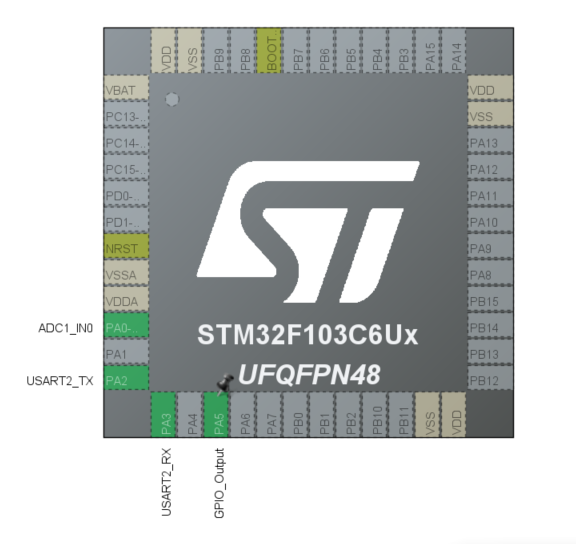 VDD
VSS
PB9
PB8
BOOT
PB7
PB6
PB5
PB4
PB3
PA15
PA14
VBAT
PC13-..
PC14-..
PC15-..
PD0-..
PD1-..
NRST
VSSA
VDDA
ADC1_IN0 PA0-
PA1
USART2_TX PA2
VDD
VSS
PA13
PA12
PA11
PA10
PA9
PA8
PB15
PB14
PB13
PB12
ST
STM32F103C6Ux
UFQFPN48
PA3
PA4
PA5
PA6
PA7
PB0
PB1
PB2
PB10
PB11
VSS
VDD
USART2_RX
GPIO_Output